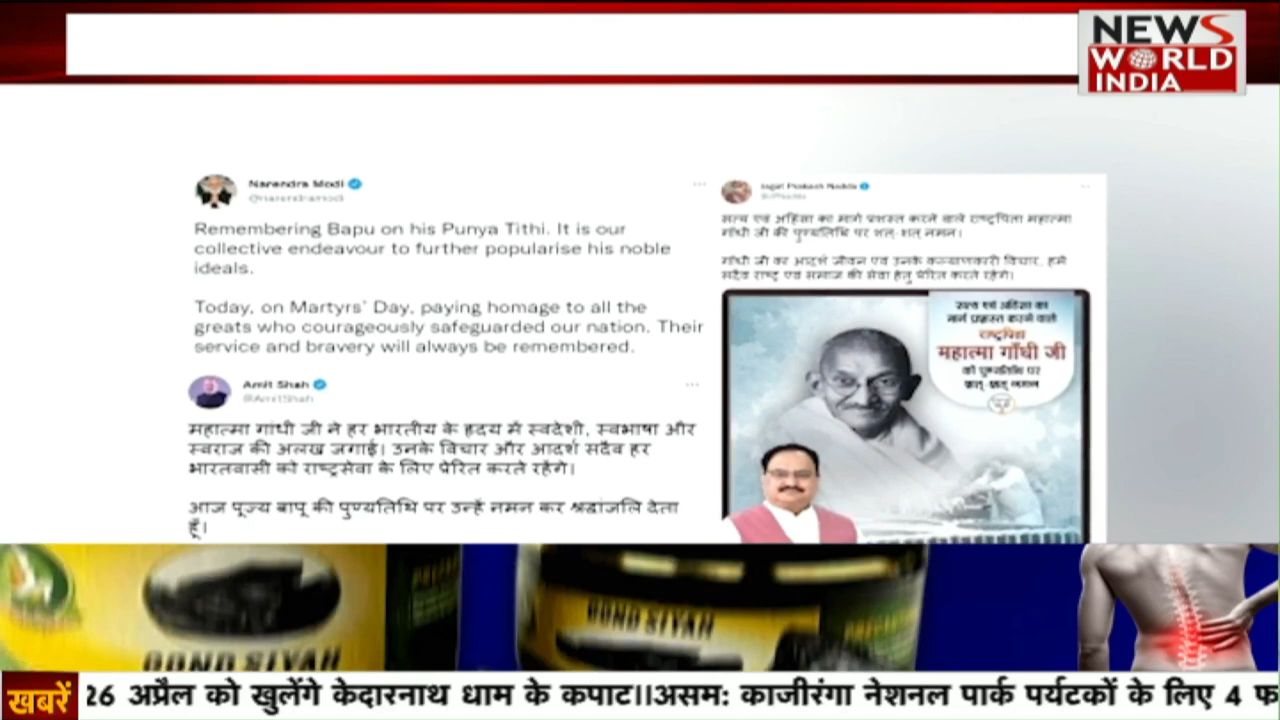 NEWS
WORLD
INDIA
Narendra Modi
@narendramodi
Remembering Bapu on his Punya Tithi. It is our
collective endeavour to further popularise his noble
ideals.
Today, on Martyrs' Day, paying homage to all the
greats who courageously safeguarded our nation. Their
service and bravery will always be remembered.
Amit Shah
@AmitShah
महात्मा गांधी जी ने हर भारतीय के हृदय में स्वदेशी, स्वभाषा और
स्वराज की अलख जगाई। उनके विचार और आदर्श सदैव हर
भारतवासी को राष्ट्रसेवा के लिए प्रेरित करते रहेंगे।
आज पूज्य बापू की पुण्यतिथि पर उन्हें नमन कर श्रद्धांजलि देता
हूँ।
Jagat Prakash Nadda
@JPNadda
सत्य एवं अहिंसा का मार्ग प्रशस्त करने वाले राष्ट्रपिता महात्मा
गाँधी जी की पुण्यतिथि पर शत्-शत् नमन।
गांधी जी का आदर्श जीवन एवं उनके कल्याणकारी विचार, हमें
सदैव राष्ट्र एवं समाज की सेवा हेतु प्रेरित करते रहेंगे।
सत्य एवं अहिंसा का
मार्ग प्रशस्त करने वाले
राष्ट्रपिता
महात्मा गाँधी जी
की पुण्यतिथि पर
शत्-शत् नमन
GOND SIYAH
GOND SIYAH
खबरें
26 अप्रैल को खुलेंगे केदारनाथ धाम के कपाट||असम: काजीरंगा नेशनल पार्क पर्यटकों के लिए 4 फ